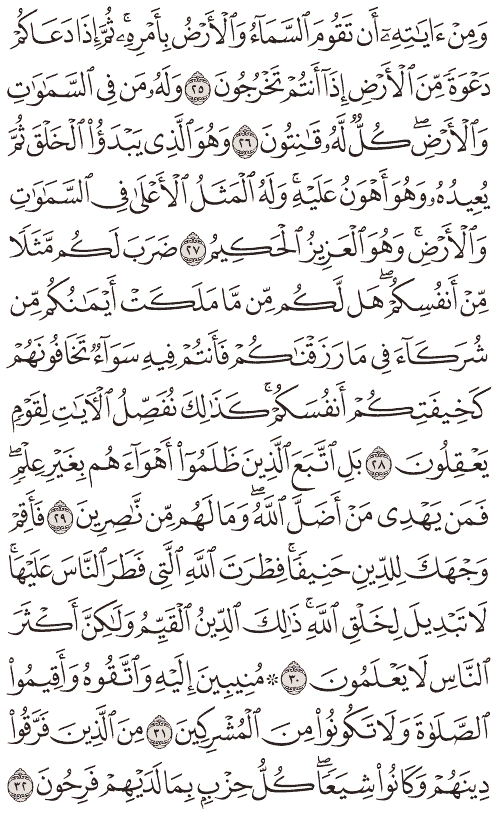 وَمِنْ ءَايَـٰتِهِۦٓ أَن تَقُومَ ٱلسَّمَآءُ وَٱلْأَرْضُ بِأَمْرِهِۦ ۚ ثُمَّ إِذَا دَعَاكُمْ
دَعْوَةً مِّنَ ٱلْأَرْضِ إِذَآ أَنتُمْ تَخْرُجُونَ ٢٥ وَلَهُۥ مَن فِى ٱلسَّمَـٰوَٰتِ
وَٱلْأَرْضِ ۖ كُلٌّ لَّهُۥ قَـٰنِتُونَ ٢٦ وَهُوَ ٱلَّذِى يَبْدَؤُا۟ ٱلْخَلْقَ ثُمَّ
يُعِيدُهُۥ وَهُوَ أَهْوَنُ عَلَيْهِ ۚ وَلَهُ ٱلْمَثَلُ ٱلْأَعْلَىٰ فِى ٱلسَّمَـٰوَٰتِ
وَٱلْأَرْضِ ۚ وَهُوَ ٱلْعَزِيزُ ٱلْحَكِيمُ ٢٧ ضَرَبَ لَكُم مَّثَلًا
مِّنْ أَنفُسِكُمْ ۖ هَل لَّكُم مِّن مَّا مَلَكَتْ أَيْمَـٰنُكُم مِّن
شُرَكَآءَ فِى مَا رَزَقْنَـٰكُمْ فَأَنتُمْ فِيهِ سَوَآءٌ تَخَافُونَهُمْ
كَخِيفَتِكُمْ أَنفُسَكُمْ ۚ كَذَٰلِكَ نُفَصِّلُ ٱلْـَٔايَـٰتِ لِقَوْمٍ
يَعْقِلُونَ ٢٨ بَلِ ٱتَّبَعَ ٱلَّذِينَ ظَلَمُوٓا۟ أَهْوَآءَهُم بِغَيْرِ عِلْمٍ ۖ
فَمَن يَهْدِى مَنْ أَضَلَّ ٱللَّهُ ۖ وَمَا لَهُم مِّن نَّـٰصِرِينَ ٢٩ فَأَقِمْ
وَجْهَكَ لِلدِّينِ حَنِيفًا ۚ فِطْرَتَ ٱللَّهِ ٱلَّتِى فَطَرَ ٱلنَّاسَ عَلَيْهَا ۚ
لَا تَبْدِيلَ لِخَلْقِ ٱللَّهِ ۚ ذَٰلِكَ ٱلدِّينُ ٱلْقَيِّمُ وَلَـٰكِنَّ أَكْثَرَ
ٱلنَّاسِ لَا يَعْلَمُونَ ٣٠ ۞ مُنِيبِينَ إِلَيْهِ وَٱتَّقُوهُ وَأَقِيمُوا۟
ٱلصَّلَوٰةَ وَلَا تَكُونُوا۟ مِنَ ٱلْمُشْرِكِينَ ٣١ مِنَ ٱلَّذِينَ فَرَّقُوا۟
دِينَهُمْ وَكَانُوا۟ شِيَعًا ۖ كُلُّ حِزْبٍۭ بِمَا لَدَيْهِمْ فَرِحُونَ ٣٢